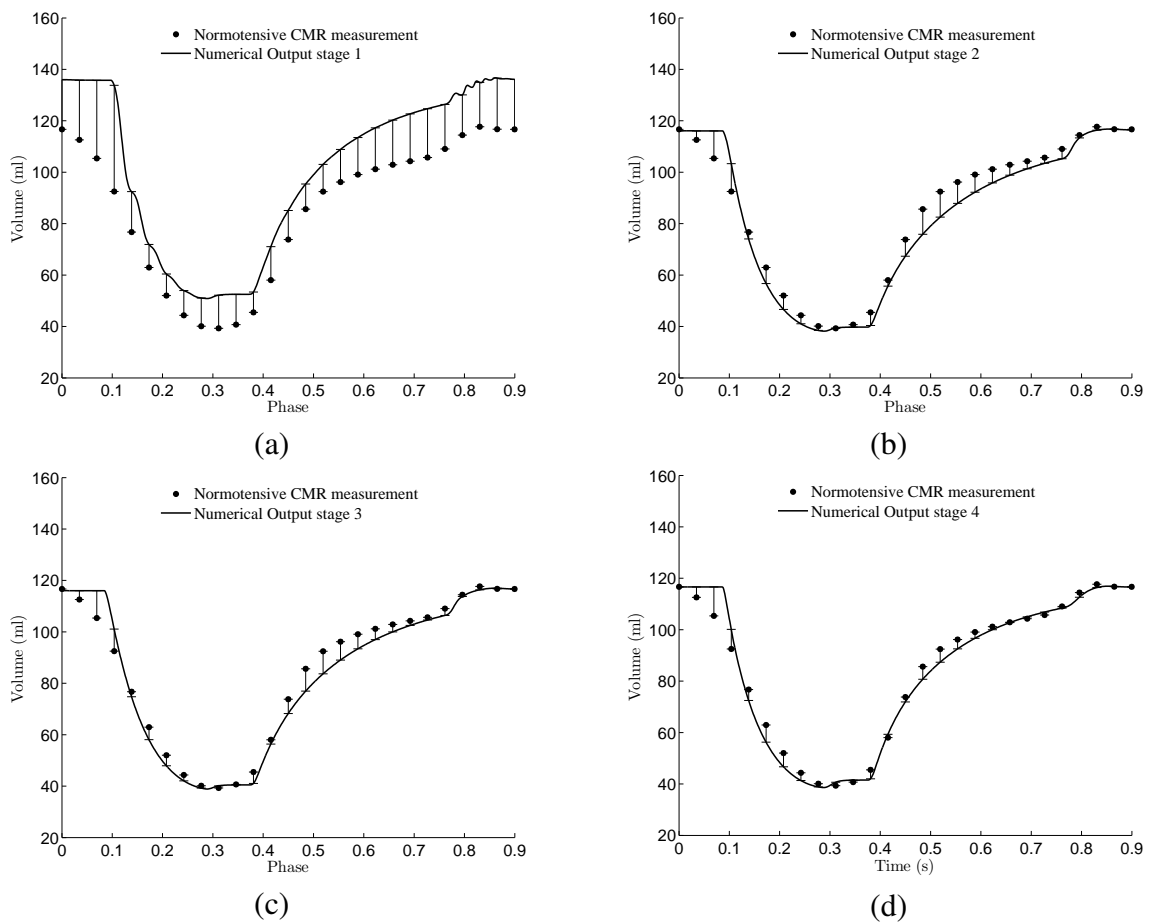 160
140
120
100
80
60
40
20
Volume (ml)
Normotensive CMR measurement
Numerical Output stage 1
0 0.1 0.2 0.3 0.4 0.5 0.6 0.7 0.8 0.9
Phase
(a)
160
140
120
100
80
60
40
20
Volume (ml)
Normotensive CMR measurement
Numerical Output stage 2
0 0.1 0.2 0.3 0.4 0.5 0.6 0.7 0.8 0.9
Phase
(b)
160
140
120
100
80
60
40
20
Volume (ml)
Normotensive CMR measurement
Numerical Output stage 3
0 0.1 0.2 0.3 0.4 0.5 0.6 0.7 0.8 0.9
Phase
(c)
160
140
120
100
80
60
40
20
Volume (ml)
Normotensive CMR measurement
Numerical Output stage 4
0 0.1 0.2 0.3 0.4 0.5 0.6 0.7 0.8 0.9
Time (s)
(d)